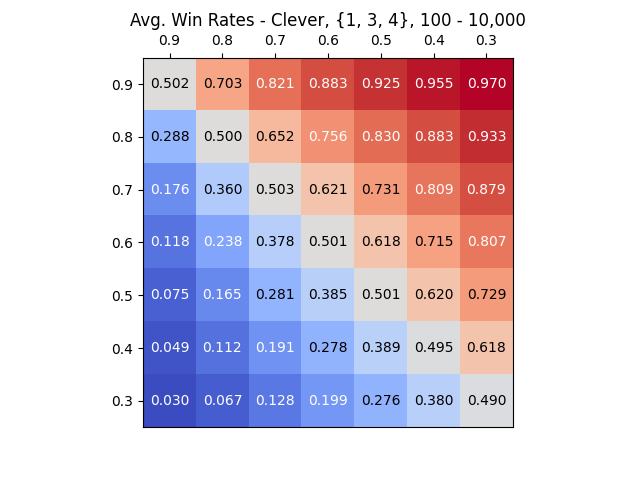 Avg. Win Rates - Clever, {1, 3, 4}, 100 - 10,000
0.9 0.8 0.7 0.6 0.5 0.4 0.3
0.9 0.502 0.703 0.821 0.883 0.925 0.955 0.970
0.8 0.288 0.500 0.652 0.756 0.830 0.883 0.933
0.7 0.176 0.360 0.503 0.621 0.731 0.809 0.879
0.6 0.118 0.238 0.378 0.501 0.618 0.715 0.807
0.5 0.075 0.165 0.281 0.385 0.501 0.620 0.729
0.4 0.049 0.112 0.191 0.278 0.389 0.495 0.618
0.3 0.030 0.067 0.128 0.199 0.276 0.380 0.490